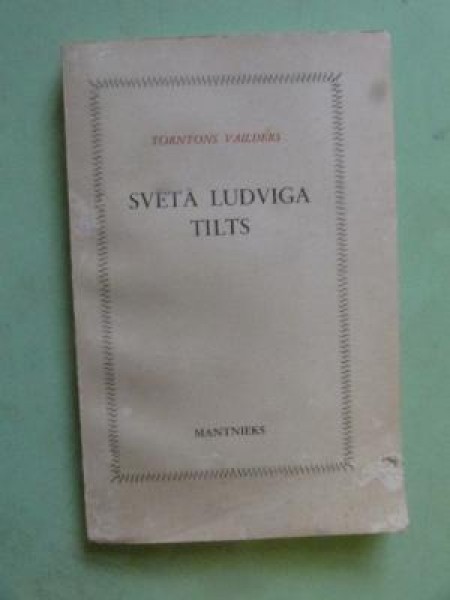 TORNTONS VAILDERS
SVĒTĀ LUDVIGA
TILTS
MANTNIEKS